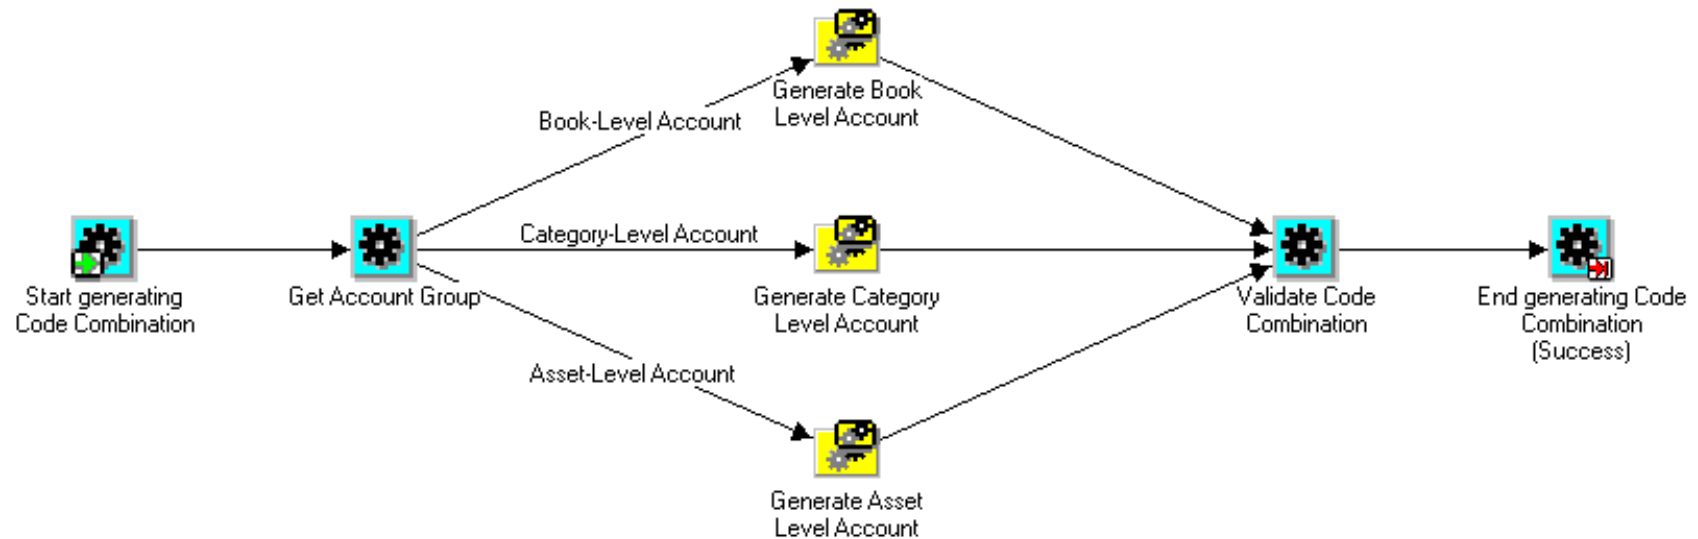 Generate Book
Level Account
Book-Level Account
Start generating
Code Combination
Get Account Group
Category-Level Account
Generate Category
Level Account
Validate Code
Combination
End generating Code
Combination
(Success)
Asset-Level Account
Generate Asset
Level Account